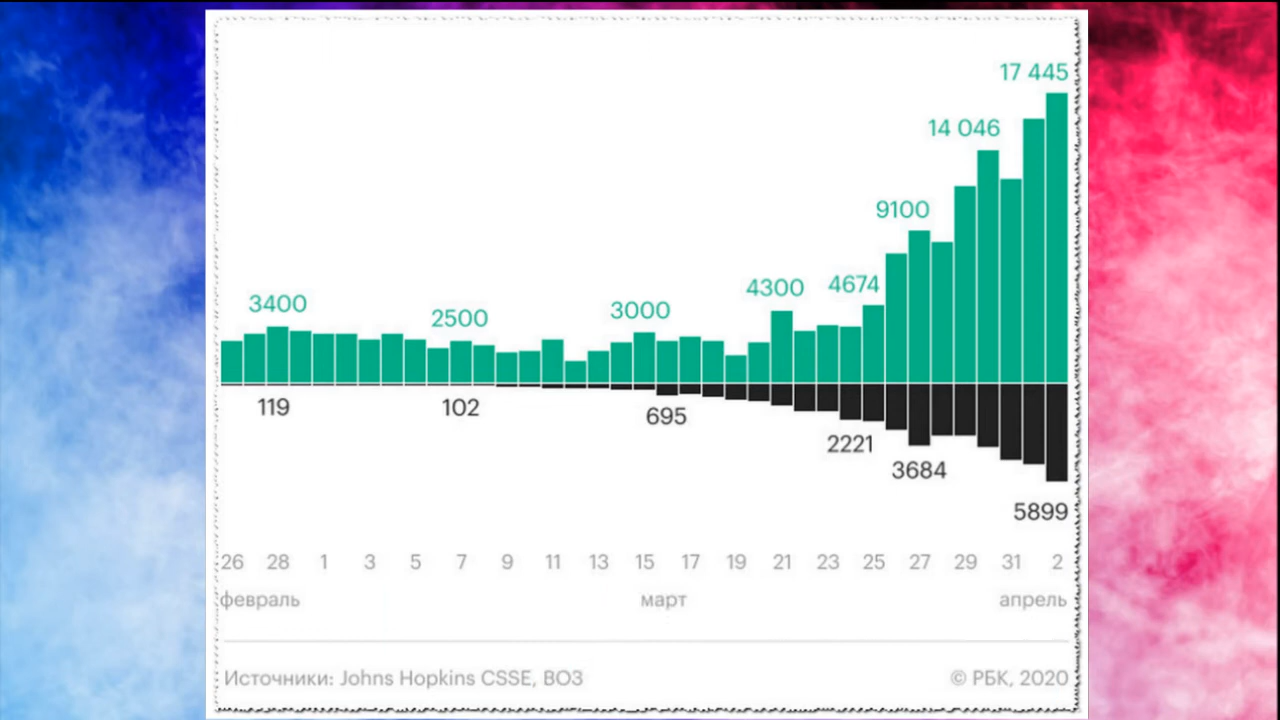 17 445
14 046
9100
4300 4674
3400 2500 3000
119 102 695
2221
3684
5899
26 28 1 3 5 7 9 11 13 15 17 19 21 23 25 27 29 31 2
февраль март апрель
Источники: Johns Hopkins CSSE, ВОЗ © РБК, 2020